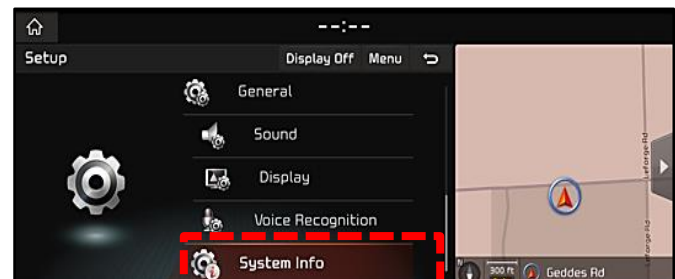 --:--
Setup
Display Off Menu
General
Sound
Display
Voice Recognition
System Info
Leforge Rd
Leforge Rd
N
300 ft
Geddes Rd